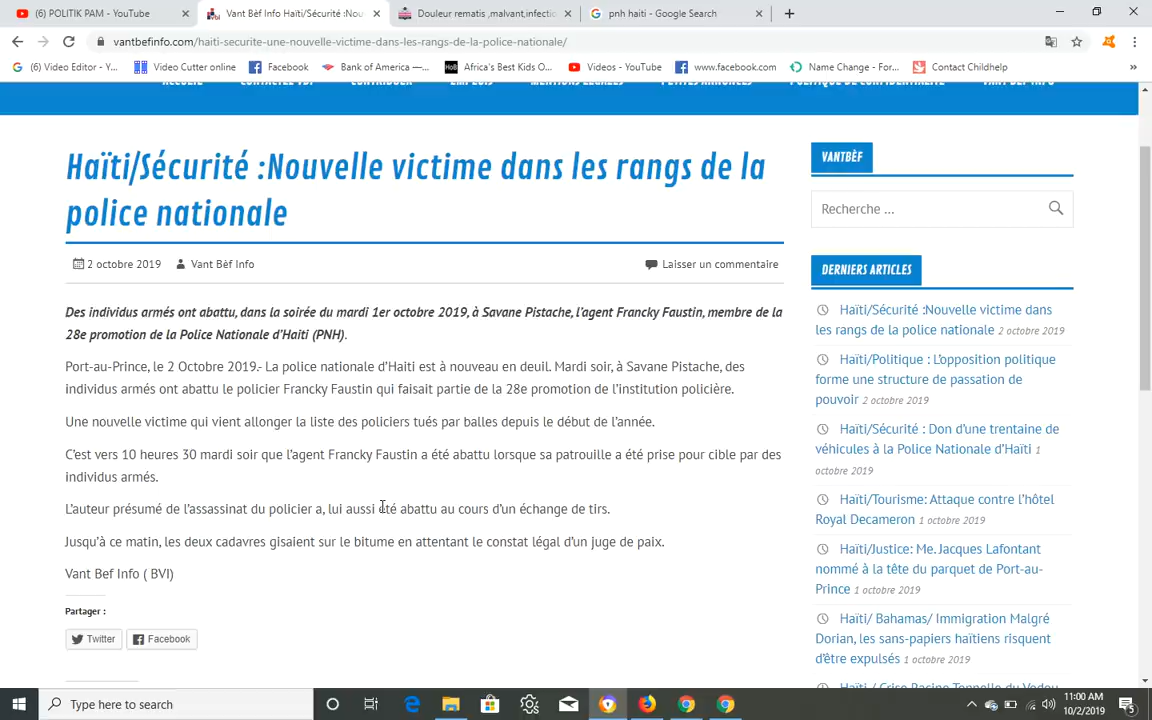 (6) POLITIK PAM - YouTube
Vant Bèf Info Haïti/Sécurité :Nou
Douleur rematis ,malvant,infectio
pnh haiti - Google Search
vantbefinfo.com/haiti-securite-une-nouvelle-victime-dans-les-rangs-de-la-police-nationale/
(6) Video Editor - Y...
Video Cutter online
Facebook
Bank of America —...
Africa's Best Kids O...
Videos - YouTube
www.facebook.com
Name Change - For...
Contact Childhelp
»
Haïti/Sécurité :Nouvelle victime dans les rangs de la
police nationale
2 octobre 2019 Vant Bèf Info Laisser un commentaire
Des individus armés ont abattu, dans la soirée du mardi 1er octobre 2019, à Savane Pistache, l'agent Francky Faustin, membre de la
28e promotion de la Police Nationale d'Haiti (PNH).
Port-au-Prince, le 2 Octobre 2019.- La police nationale d'Haiti est à nouveau en deuil. Mardi soir, à Savane Pistache, des
individus armés ont abattu le policier Francky Faustin qui faisait partie de la 28e promotion de l'institution policière.
Une nouvelle victime qui vient allonger la liste des policiers tués par balles depuis le début de l'année.
C'est vers 10 heures 30 mardi soir que l'agent Francky Faustin a été abattu lorsque sa patrouille a été prise pour cible par des
individus armés.
L'auteur présumé de l'assassinat du policier a, lui aussi été abattu au cours d'un échange de tirs.
Jusqu'à ce matin, les deux cadavres gisaient sur le bitume en attentant le constat légal d'un juge de paix.
Vant Bef Info ( BVI)
Partager :
Twitter
Facebook
VANTBÈF
Recherche ...
DERNIERS ARTICLES
Haïti/Sécurité :Nouvelle victime dans
les rangs de la police nationale 2 octobre 2019
Haïti/Politique : L'opposition politique
forme une structure de passation de
pouvoir 2 octobre 2019
Haïti/Sécurité : Don d'une trentaine de
véhicules à la Police Nationale d'Haïti 1
octobre 2019
Haïti/Tourisme: Attaque contre l'hôtel
Royal Decameron 1 octobre 2019
Haïti/Justice: Me. Jacques Lafontant
nommé à la tête du parquet de Port-au-
Prince 1 octobre 2019
Haïti/ Bahamas/ Immigration Malgré
Dorian, les sans-papiers haïtiens risquent
d'être expulsés 1 octobre 2019
Type here to search
11:00 AM
10/2/2019
5